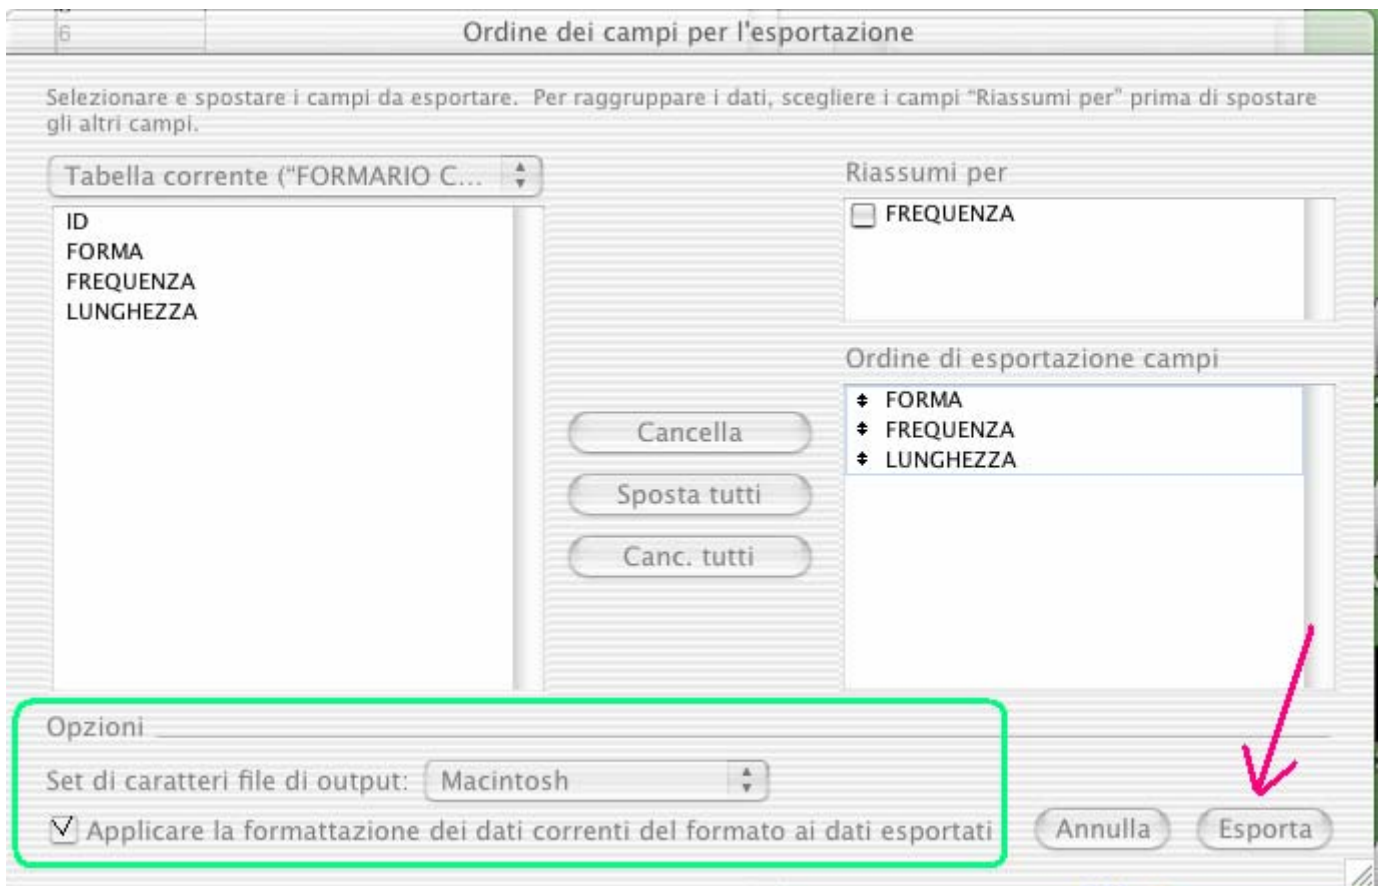 6
Ordine dei campi per l'esportazione
Selezionare e spostare i campi da esportare. Per raggruppare i dati, scegliere i campi “Riassumi per” prima di spostare
gli altri campi.
Tabella corrente (“FORMARIO C...
ID
FORMA
FREQUENZA
LUNGHEZZA
Riassumi per
FREQUENZA
Ordine di esportazione campi
FORMA
FREQUENZA
LUNGHEZZA
Cancella
Sposta tutti
Canc. tutti
Opzioni
Set di caratteri file di output: Macintosh
Applicare la formattazione dei dati correnti del formato ai dati esportati
Annulla Esporta